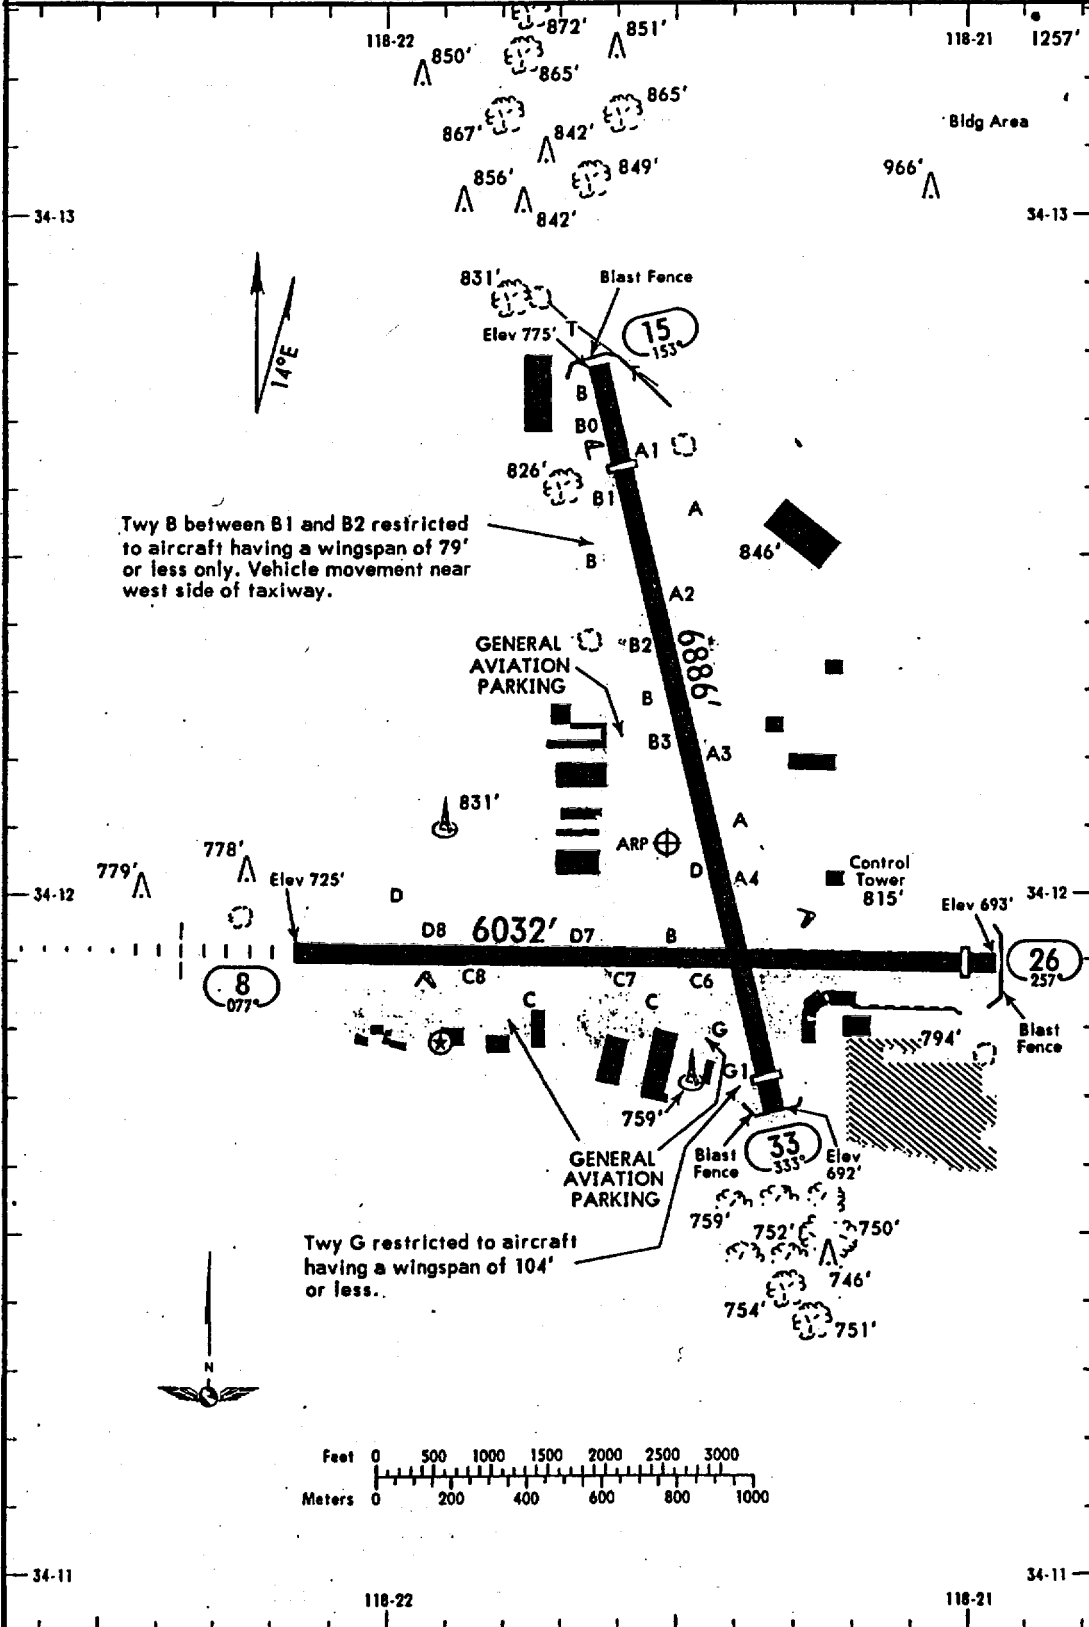 872'
118-22
851'
118-21
1257'
850'
865'
865'
867'
842'
Bldg Area
849'
966'
856'
842'
34-13
34-13
831'
Blast Fence
14°E
T
Elev 775'
15
153°
T
B
B0
A1
826'
B1
A
Twy B between B1 and B2 restricted
to aircraft having a wingspan of 79'
or less only. Vehicle movement near
west side of taxiway.
846'
B
A2
GENERAL
AVIATION
PARKING
B2
6886'
B
B3
A3
831'
A
ARP
D
A4
Control
Tower
815'
779'
778'
34-12
Elev 725'
34-12
D
Elev 693'
D8
6032'
D7
B
8
077°
26
257°
C8
C7
C6
C
C
G
794'
Blast
Fence
G1
759'
GENERAL
AVIATION
PARKING
Blast
Fence
33
333°
Elev
692'
759'
752'
750'
Twy G restricted to aircraft
having a wingspan of 104'
or less.
746'
754'
751'
N
Feet 0 500 1000 1500 2000 2500 3000
Meters 0 200 400 600 800 1000
34-11
34-11
118-22
118-21